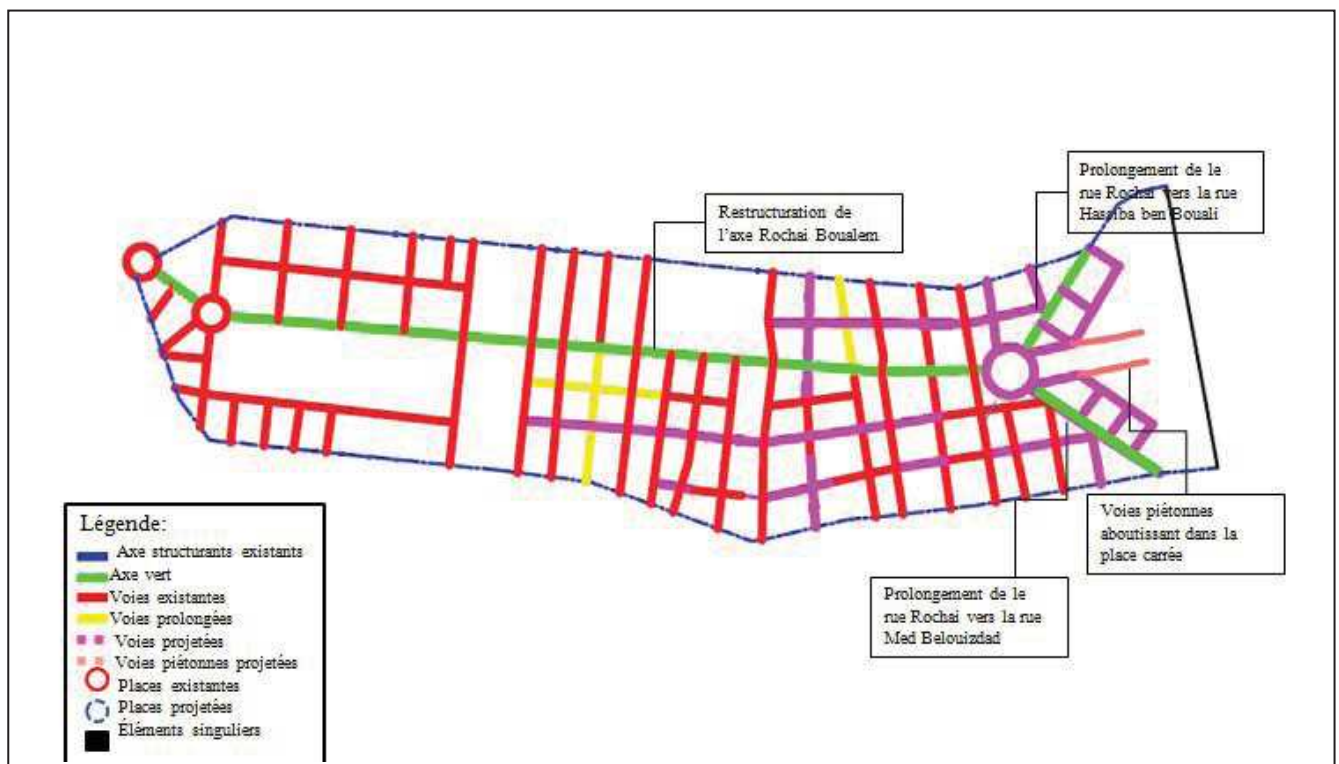 Prolongement de le
rue Rochai vers la rue
Hassiba ben Bouali
Restructuration de
l'axe Rochai Boualem
Voies piétonnes
aboutissant dans la
place carrée
Prolongement de le
rue Rochai vers la rue
Med Belouizdad
Légende:
Axe structurants existants
Axe vert
Voies existantes
Voies prolongées
Voies projetées
Voies piétonnes projetées
Places existantes
Places projetées
Éléments singuliers